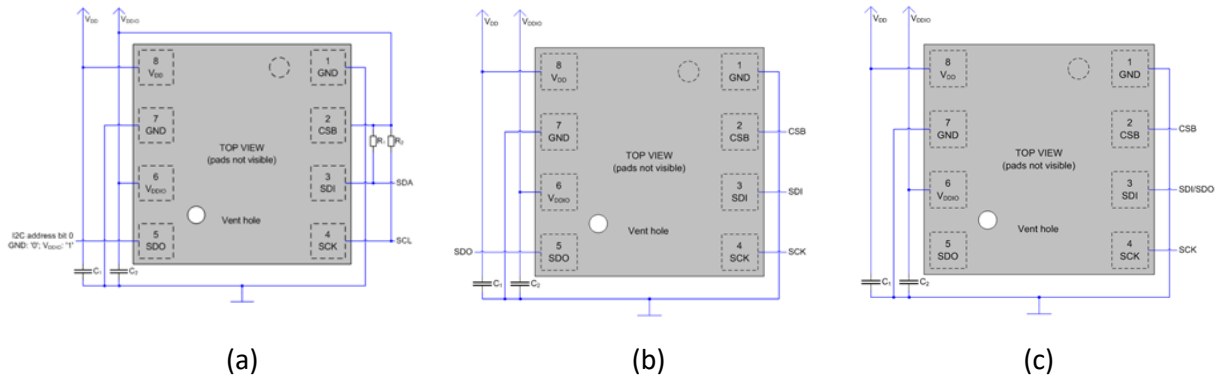 VDD
VDDIO
8
VDD
1
GND
7
GND
2
CSB
R1
R2
TOP VIEW
(pads not visible)
6
VDDIO
3
SDI
SDA
Vent hole
I2C address bit 0
GND: '0'; VDDIO: '1'
5
SDO
4
SCK
SCL
C1
C2
(a)
VDD
VDDIO
8
VDD
1
GND
7
GND
2
CSB
CSB
TOP VIEW
(pads not visible)
6
VDDIO
3
SDI
SDI
Vent hole
SDO
5
SDO
4
SCK
SCK
C1
C2
(b)
VDD
VDDIO
8
VDD
1
GND
7
GND
2
CSB
CSB
TOP VIEW
(pads not visible)
6
VDDIO
3
SDI
SDI/SDO
Vent hole
5
SDO
4
SCK
SCK
C1
C2
(c)